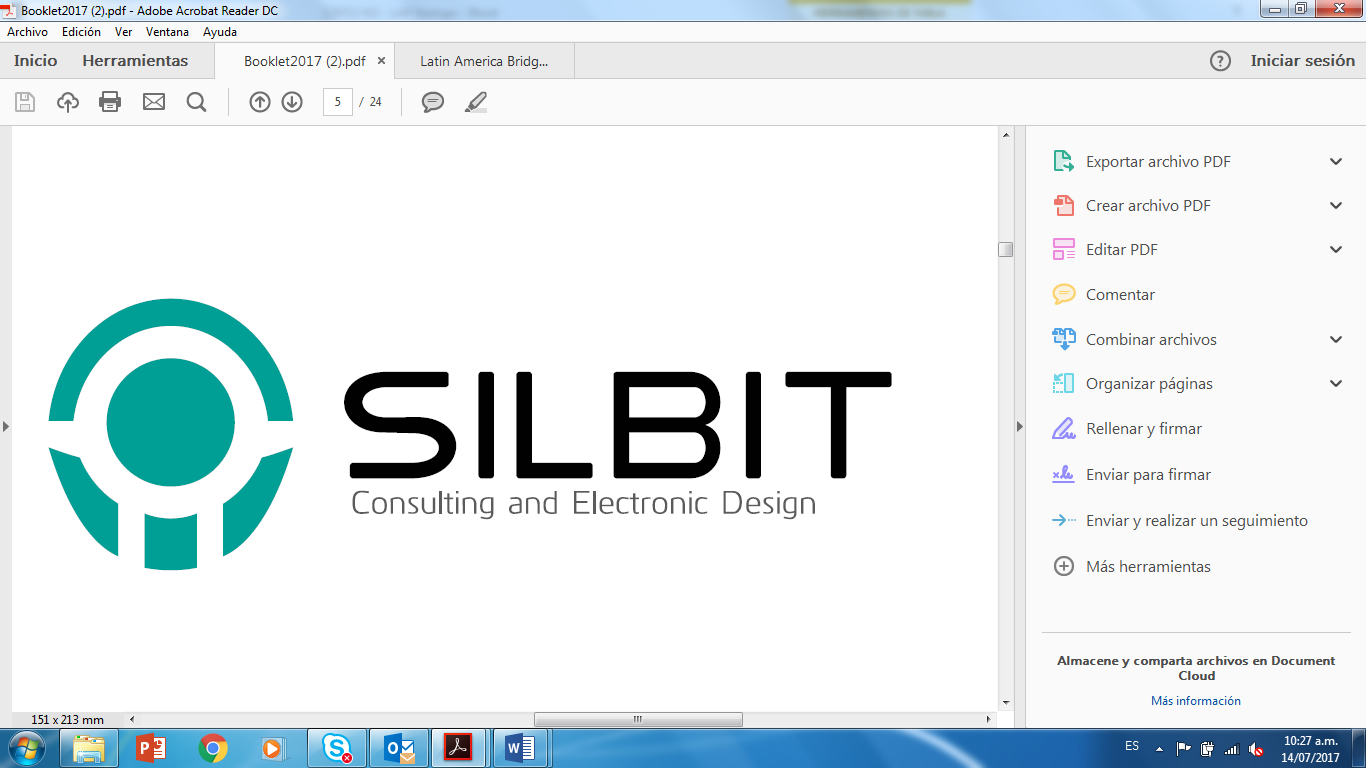 Booklet2017 (2).pdf - Adobe Acrobat Reader DC
Archivo Edición Ver Ventana Ayuda
Inicio Herramientas Booklet2017 (2).pdf × Latin America Bridg... ? Iniciar sesión
5 / 24
Exportar archivo PDF
Crear archivo PDF
Editar PDF
Comentar
Combinar archivos
Organizar páginas
Rellenar y firmar
Enviar para firmar
Enviar y realizar un seguimiento
Más herramientas
SILBIT
Consulting and Electronic Design
Almacene y comparta archivos en Document
Cloud
Más información
151 x 213 mm
ES
10:27 a.m.
14/07/2017